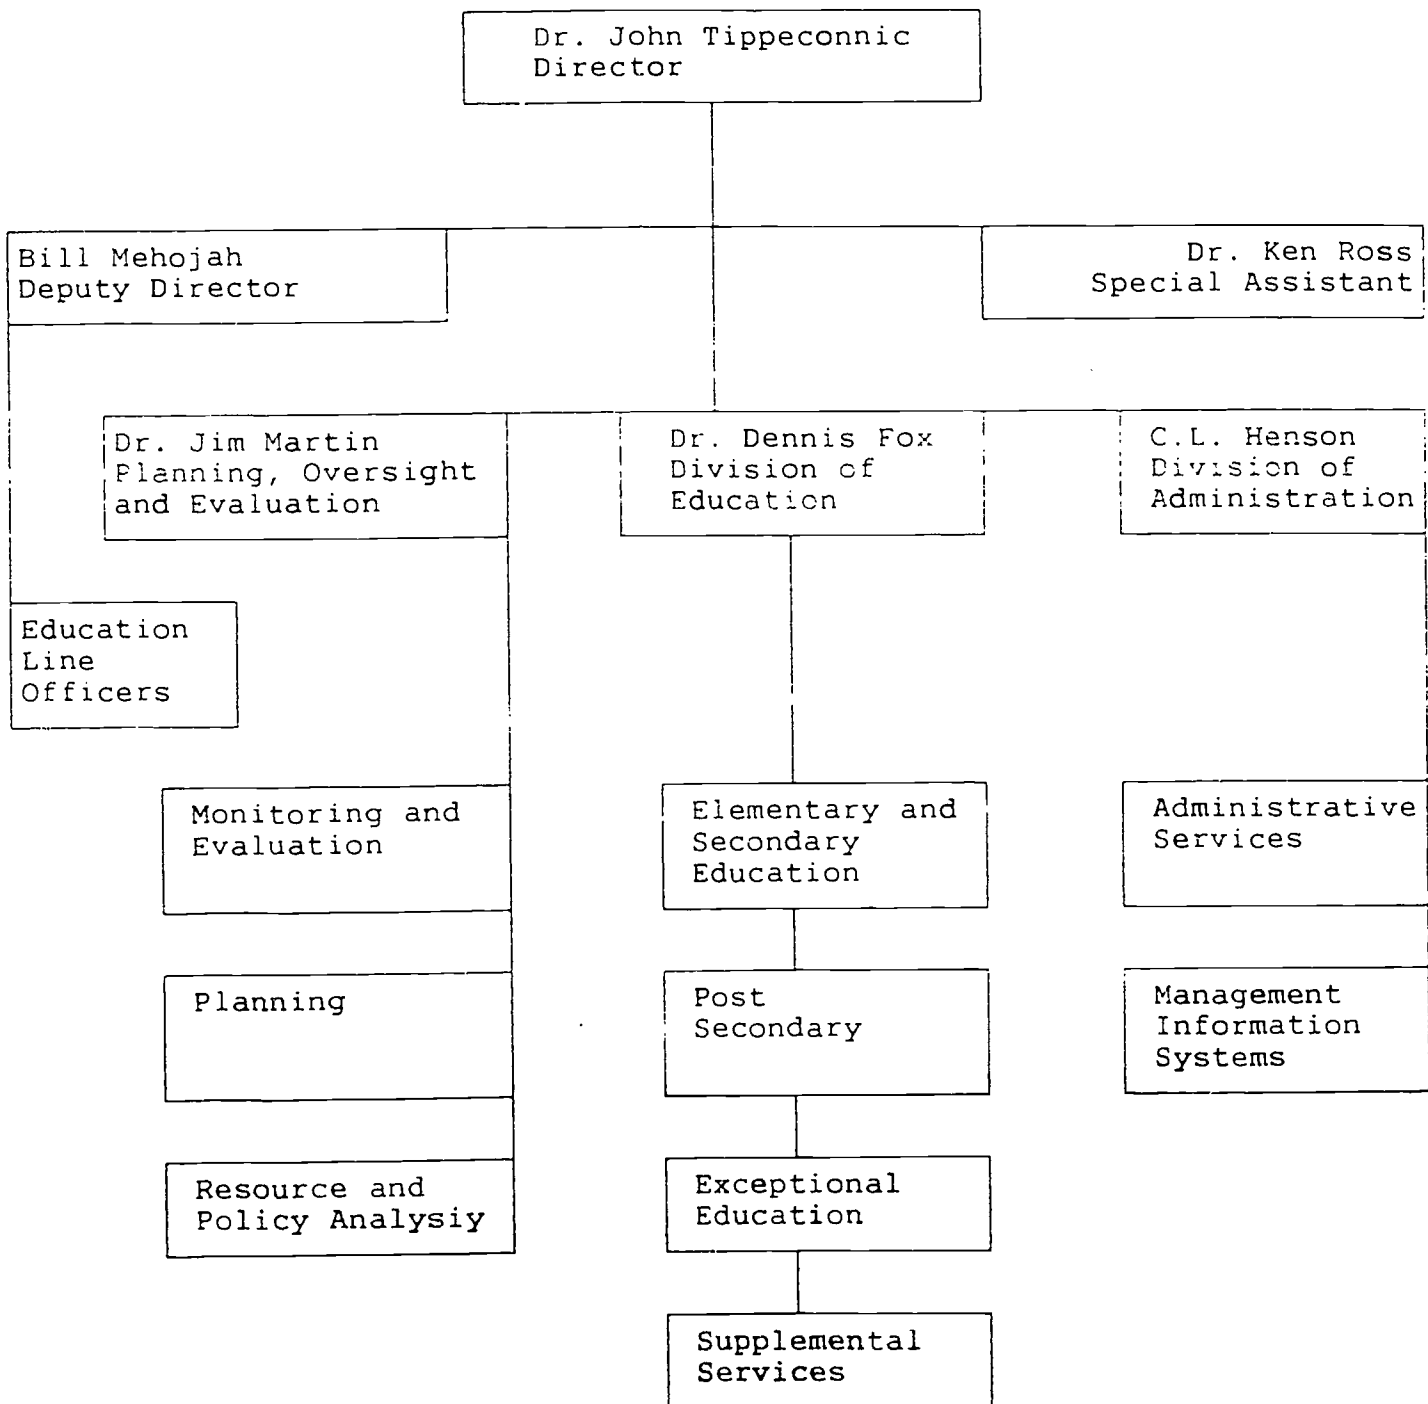 Dr. John Tippeconnic
Director
Bill Mehojah
Deputy Director
Dr. Ken Ross
Special Assistant
Dr. Jim Martin
Planning, Oversight
and Evaluation
Dr. Dennis Fox
Division of
Education
C.L. Henson
Division of
Administration
Education
Line
Officers
Monitoring and
Evaluation
Elementary and
Secondary
Education
Administrative
Services
Planning
Post
Secondary
Management
Information
Systems
Resource and
Policy Analysiy
Exceptional
Education
Supplemental
Services